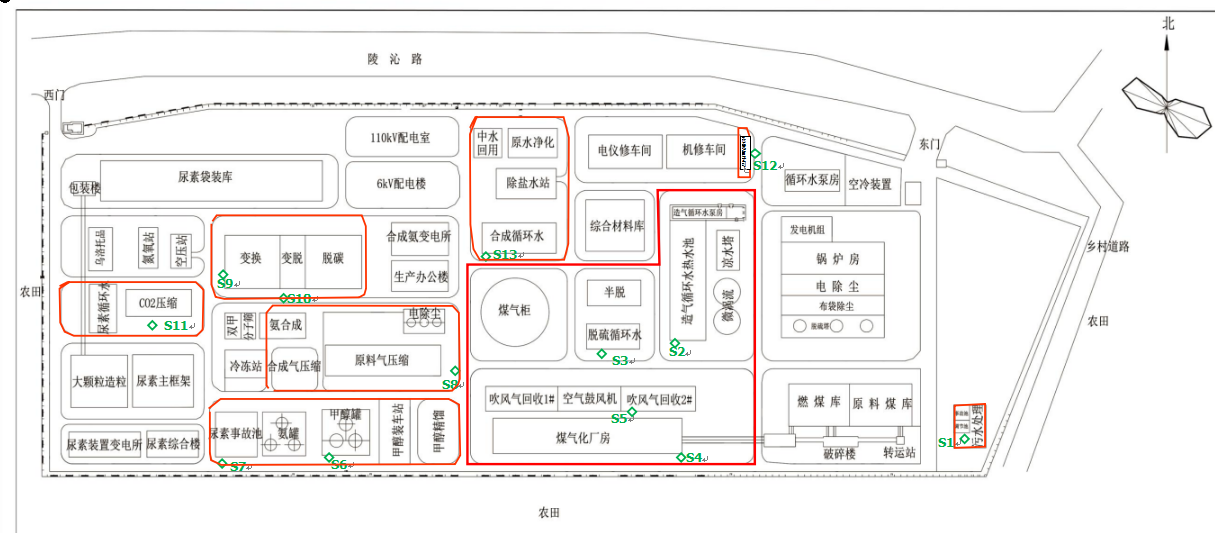 北
陵 沁 路
西门
东门
110kV配电室
中水
回用
原水净化
电仪修车间
机修车间
S12
尿素袋装库
包装楼
6kV配电楼
除盐水站
循环水泵房
空冷装置
综合材料库
造气循环水泵房
合成循环水
S13
乌洛托品
氮氧站
空压站
变换
变脱
脱碳
S9
S10
合成氨变电所
生产办公楼
造气循环水热水池
凉水塔
微涡流
S2
发电机组
锅 炉 房
电 除 尘
布袋除尘
脱硫塔
乡村道路
农田
农田
尿素循环水
CO2压缩
S11
煤气柜
半脱
脱硫循环水
S3
双甲
分子筛
氨合成
电除尘
冷冻站
合成气压缩
原料气压缩
S8
大颗粒造粒
尿素主框架
吹风气回收1#
空气鼓风机
吹风气回收2#
S5
煤气化厂房
S4
燃煤库
原料煤库
破碎楼
转运站
污水处理
S1
尿素事故池
氨罐
甲醇罐
甲醇装车站
甲醇精馏
S7
S6
尿素装置变电所
尿素综合楼
农田